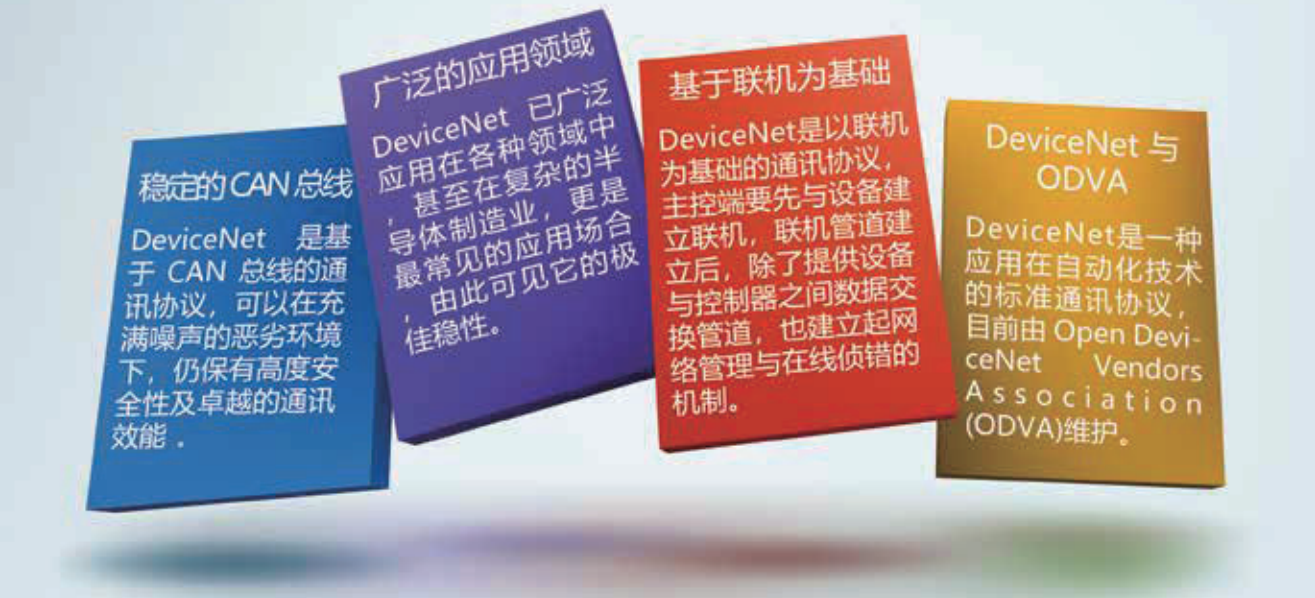 稳定的 CAN 总线
DeviceNet 是基
于 CAN 总线的通
讯协议，可以在充
满噪声的恶劣环境
下，仍保有高度安
全性及卓越的通讯
效能 。
广泛的应用领域
DeviceNet 已广泛
应用在各种领域中
，甚至在复杂的半
导体制造业，更是
最常见的应用场合
，由此可见它的极
佳稳性。
基于联机为基础
DeviceNet是以联机
为基础的通讯协议，
主控端要先与设备建
立联机，联机管道建
立后，除了提供设备
与控制器之间数据交
换管道，也建立起网
络管理与在线侦错的
机制。
DeviceNet 与
ODVA
DeviceNet是一种
应用在自动化技术
的标准通讯协议，
目前由 Open Devi-
ceNet Vendors
Association
(ODVA)维护。